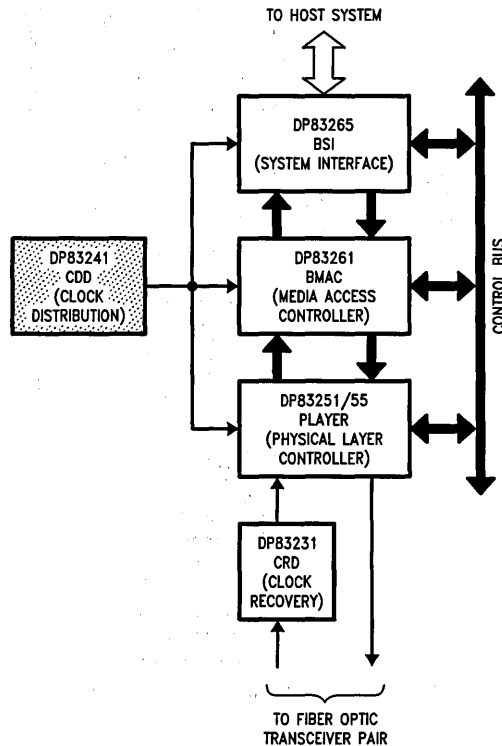 TO HOST SYSTEM
DP83265
BSI
(SYSTEM INTERFACE)
DP83241
CDD
(CLOCK
DISTRIBUTION)
DP83261
BMAC
(MEDIA ACCESS
CONTROLLER)
CONTROL BUS
DP83251/55
PLAYER
(PHYSICAL LAYER
CONTROLLER)
DP83231
CRD
(CLOCK
RECOVERY)
TO FIBER OPTIC
TRANSCEIVER PAIR